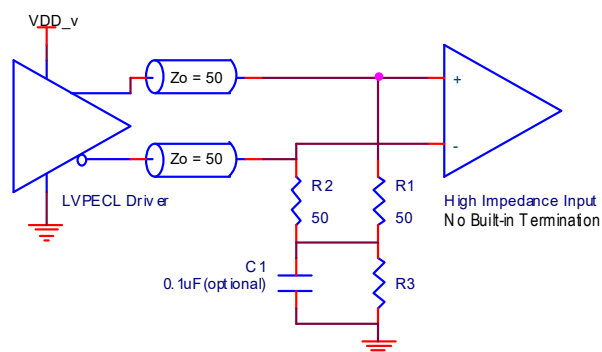 VDD_v
Zo = 50
+
Zo = 50
-
LVPECL Driver
R2
50
R1
50
High Impedance Input
No Built-in Termination
C1
0.1uF(optional)
R3